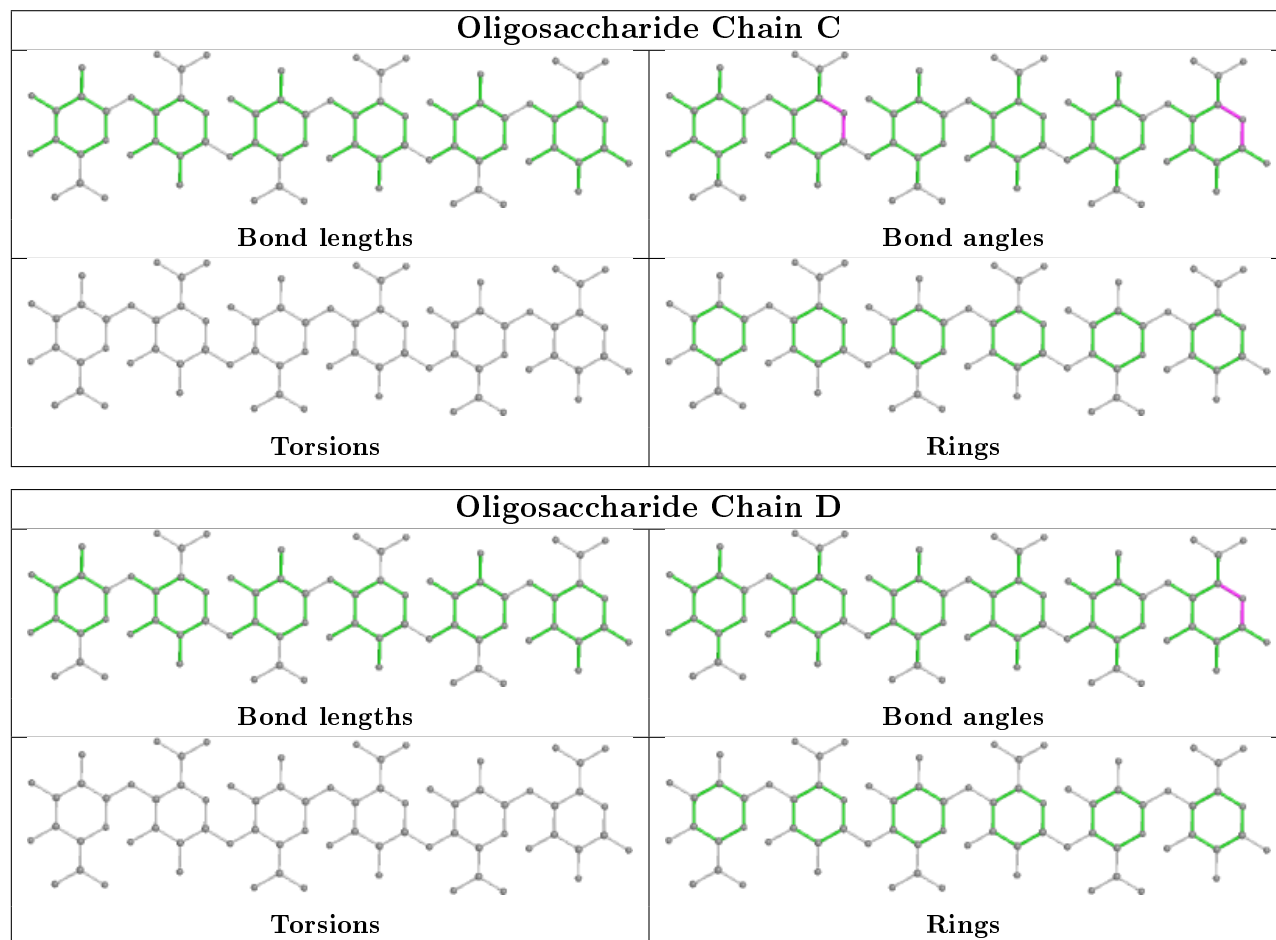 Oligosaccharide Chain C
Bond lengths
Bond angles
Torsions
Rings
Oligosaccharide Chain D
Bond lengths
Bond angles
Torsions
Rings